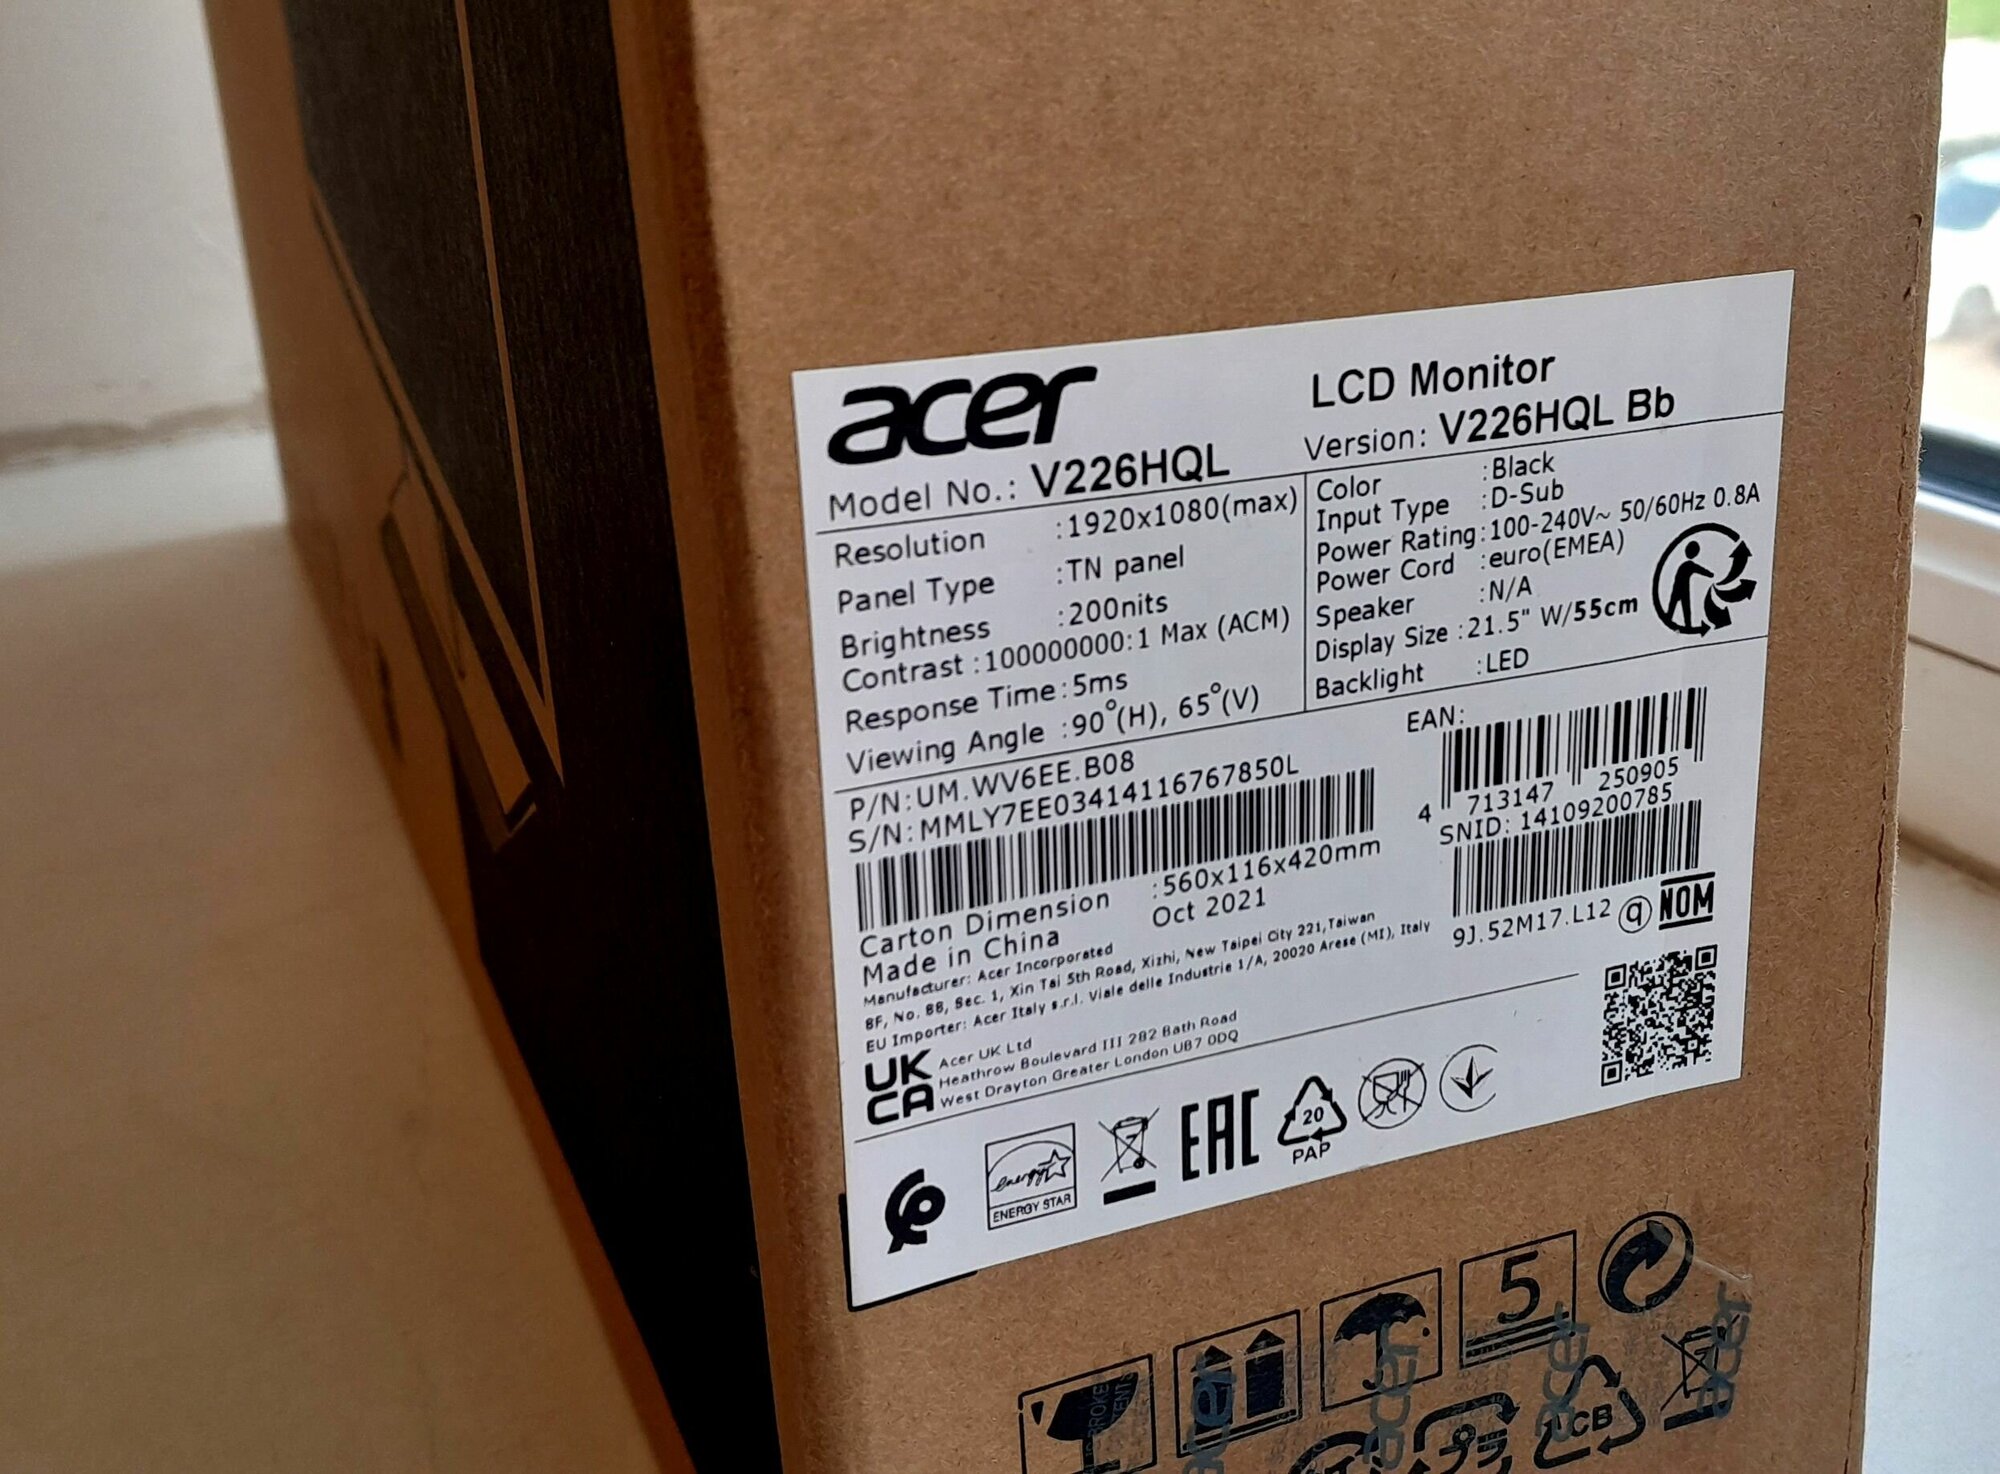 acer
LCD Monitor
Model No.: V226HQL
Version: V226HQL Bb
Resolution :1920x1080(max)
Panel Type :TN panel
Brightness :200nits
Contrast :100000000:1 Max (ACM)
Response Time:5ms
Viewing Angle :90°(H), 65°(V)
Color :Black
Input Type :D-Sub
Power Rating:100-240V~ 50/60Hz 0.8A
Power Cord :euro(EMEA)
Speaker :N/A
Display Size :21.5" W/55cm
Backlight :LED
P/N:UM.WV6EE.B08
S/N:MMLY7EE03414116767850L
EAN:
4 713147 250905
SNID: 14109200785
Carton Dimension :560x116x420mm
Made in China Oct 2021
9J.52M17.L12 q NOM
Manufacturer: Acer Incorporated
8F, No. 88, Sec. 1, Xin Tai 5th Road, Xizhi, New Taipei City 221,Taiwan
EU Importer: Acer Italy s.r.l. Viale delle Industrie 1/A, 20020 Arese (MI), Italy
UK CA
Acer UK Ltd
Heathrow Boulevard III 282 Bath Road
West Drayton Greater London UB7 0DQ
energy
ENERGY STAR
EAC
20
PAP
5
acer
acer
acer
acer